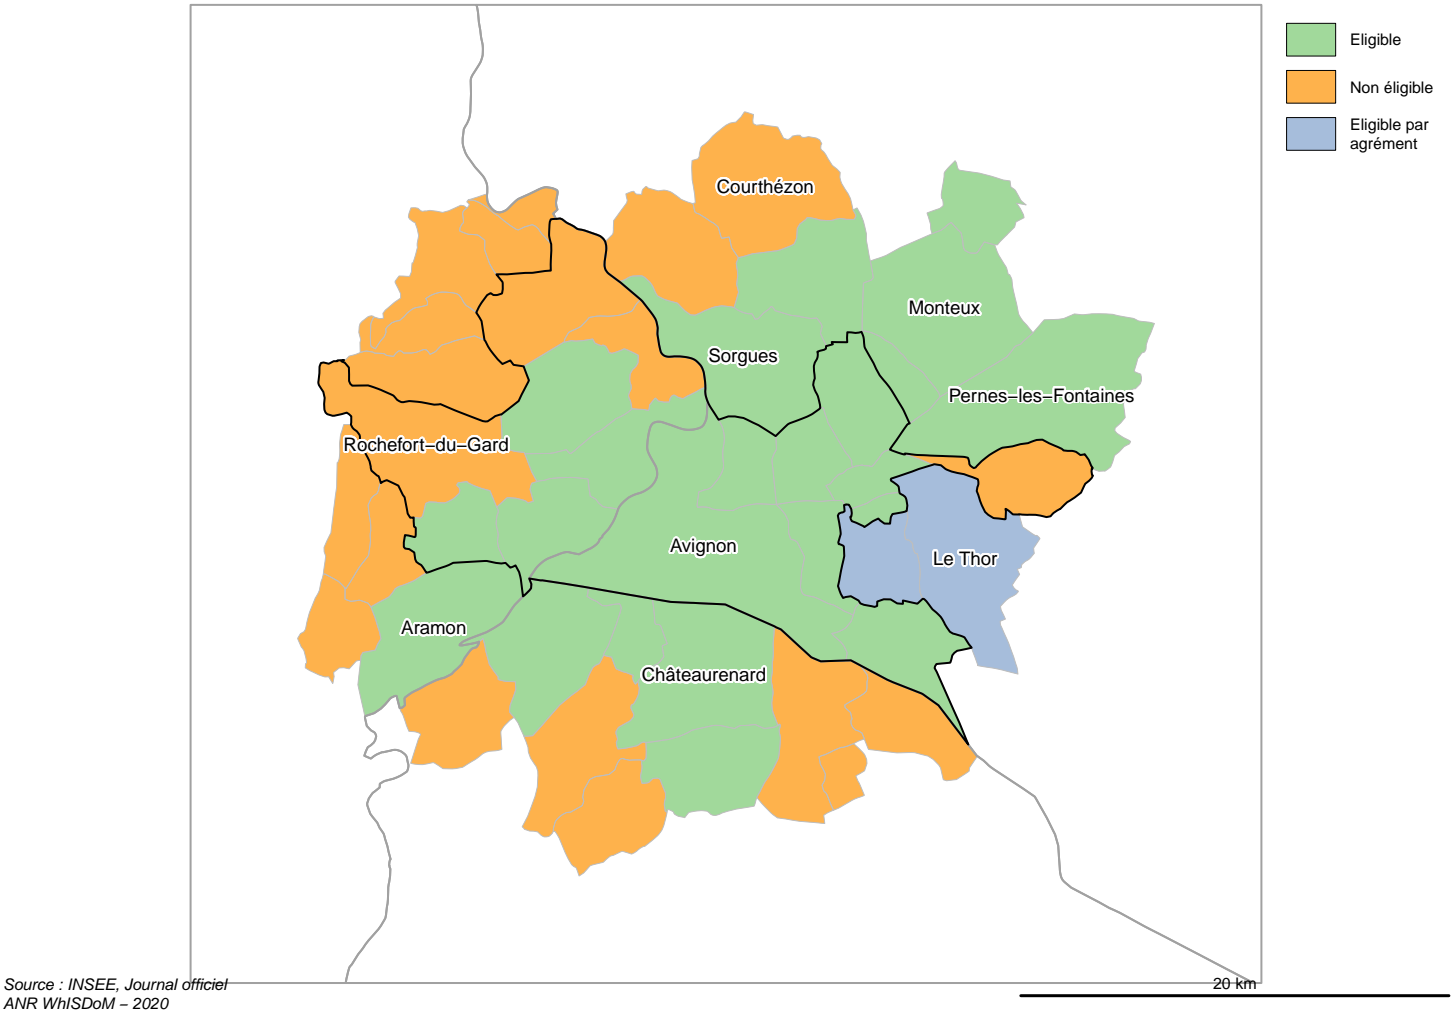 Eligible
Non éligible
Eligible par
agrément
Courthézon
Monteux
Sorgues
Pernes−les−Fontaines
Rochefort−du−Gard
Avignon
Le Thor
Aramon
Châteaurenard
Source : INSEE, Journal officiel
ANR WhISDoM − 2020
20 km